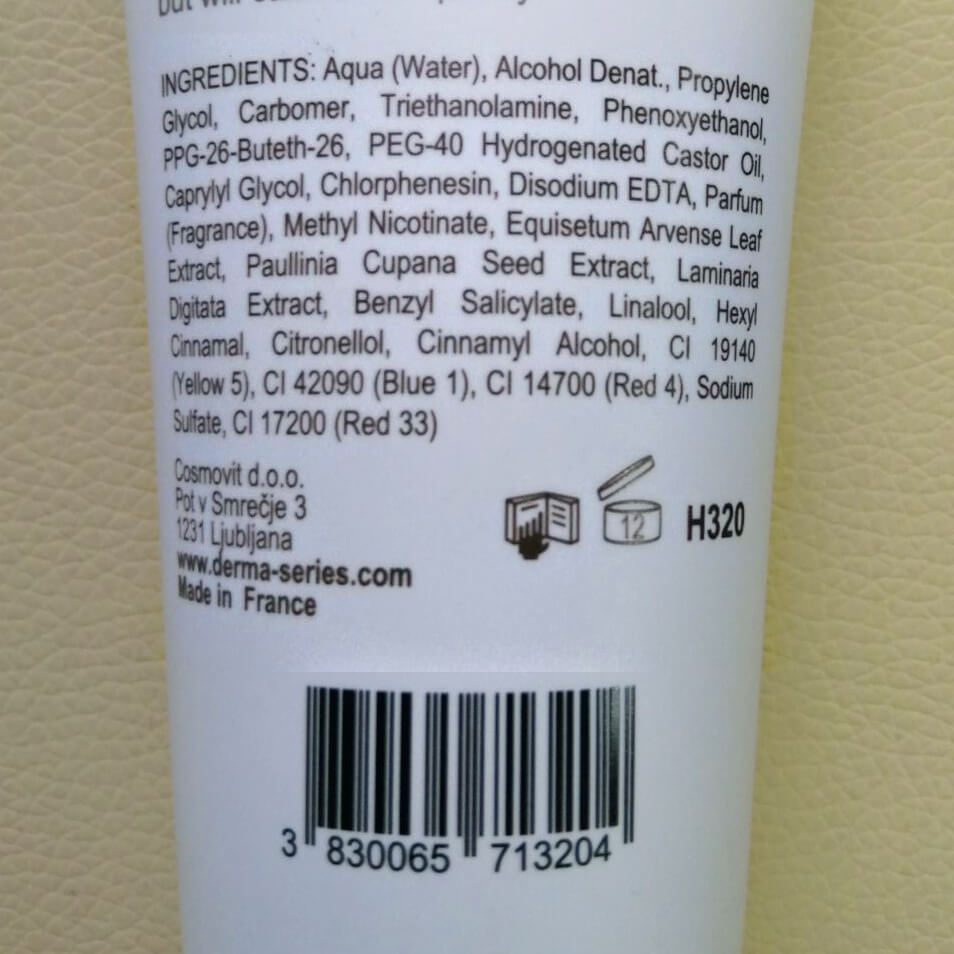 but will
INGREDIENTS: Aqua (Water), Alcohol Denat., Propylene
Glycol, Carbomer, Triethanolamine, Phenoxyethanol,
PPG-26-Buteth-26, PEG-40 Hydrogenated Castor Oil,
Caprylyl Glycol, Chlorphenesin, Disodium EDTA, Parfum
(Fragrance), Methyl Nicotinate, Equisetum Arvense Leaf
Extract, Paullinia Cupana Seed Extract, Laminaria
Digitata Extract, Benzyl Salicylate, Linalool, Hexyl
Cinnamal, Citronellol, Cinnamyl Alcohol, CI 19140
(Yellow 5), CI 42090 (Blue 1), CI 14700 (Red 4), Sodium
Sulfate, CI 17200 (Red 33)
Cosmovit d.o.o.
Pot v Smrečje 3
1231 Ljubljana
www.derma-series.com
Made in France
12
H320
3 830065 713204